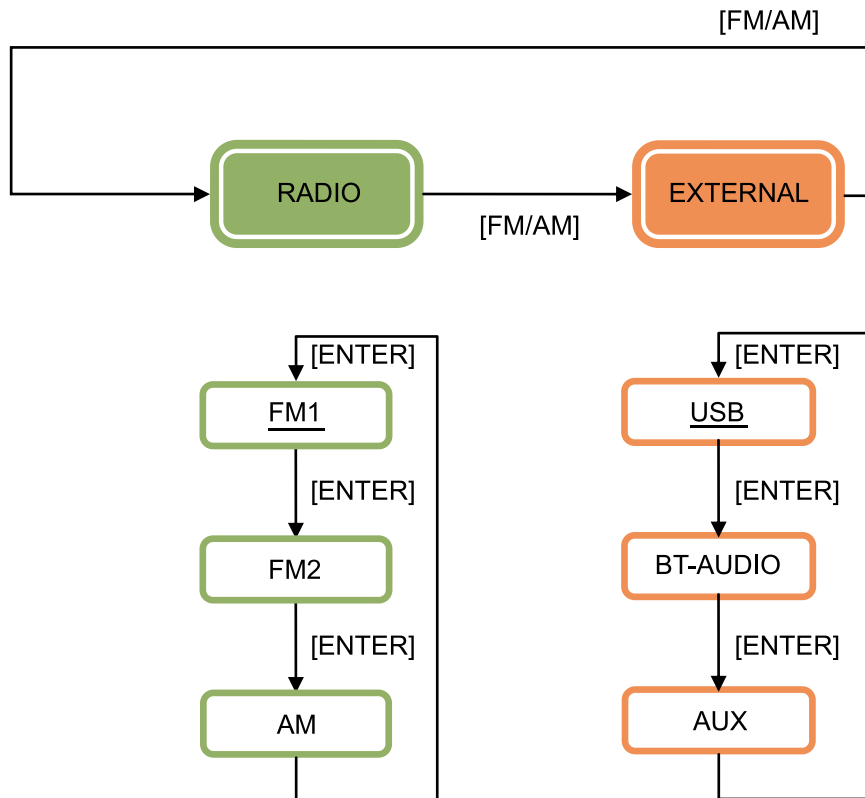 [FM/AM]
RADIO
[FM/AM]
EXTERNAL
[ENTER]
FM1
[ENTER]
FM2
[ENTER]
AM
[ENTER]
USB
[ENTER]
BT-AUDIO
[ENTER]
AUX